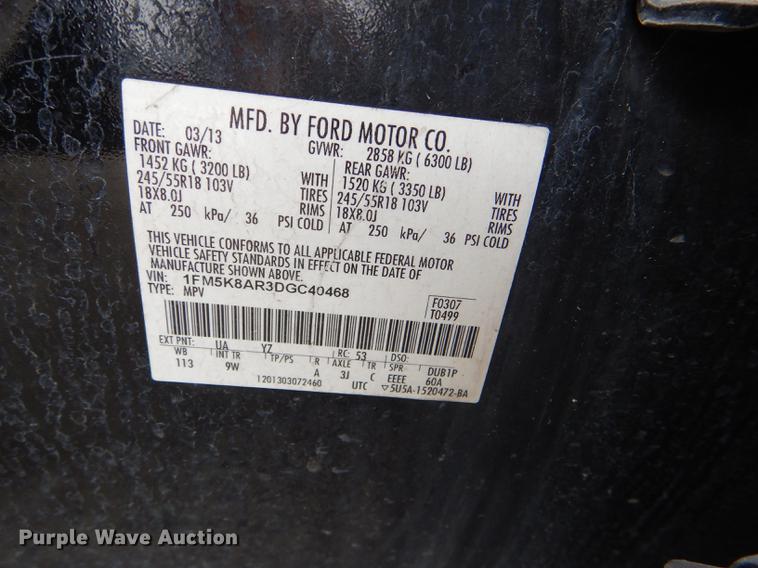 MFD. BY FORD MOTOR CO.
DATE: 03/13 GVWR: 2858 KG ( 6300 LB)
FRONT GAWR: REAR GAWR:
1452 KG ( 3200 LB) WITH 1520 KG ( 3350 LB) WITH
245/55R18 103V TIRES 245/55R18 103V TIRES
18X8.0J RIMS 18X8.0J RIMS
AT 250 kPa/ 36 PSI COLD AT 250 kPa/ 36 PSI COLD
THIS VEHICLE CONFORMS TO ALL APPLICABLE FEDERAL MOTOR
VEHICLE SAFETY STANDARDS IN EFFECT ON THE DATE OF
MANUFACTURE SHOWN ABOVE.
VIN: 1FM5K8AR3DGC40468
TYPE: MPV F0307
T0499
EXT PNT: UA YZ RC: 53 DSO:
WB INT TR TP/PS R AXLE TR SPR DUB1P
113 9W A 3J C EEEE 60A
1201303072460 UTC ▽5U5A-1520472-BA
Purple Wave Auction